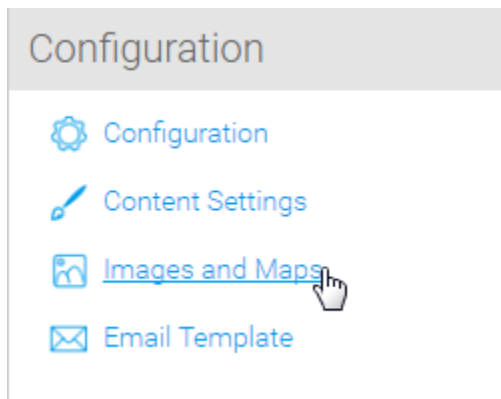 Configuration
Configuration
Content Settings
Images and Maps
Email Template